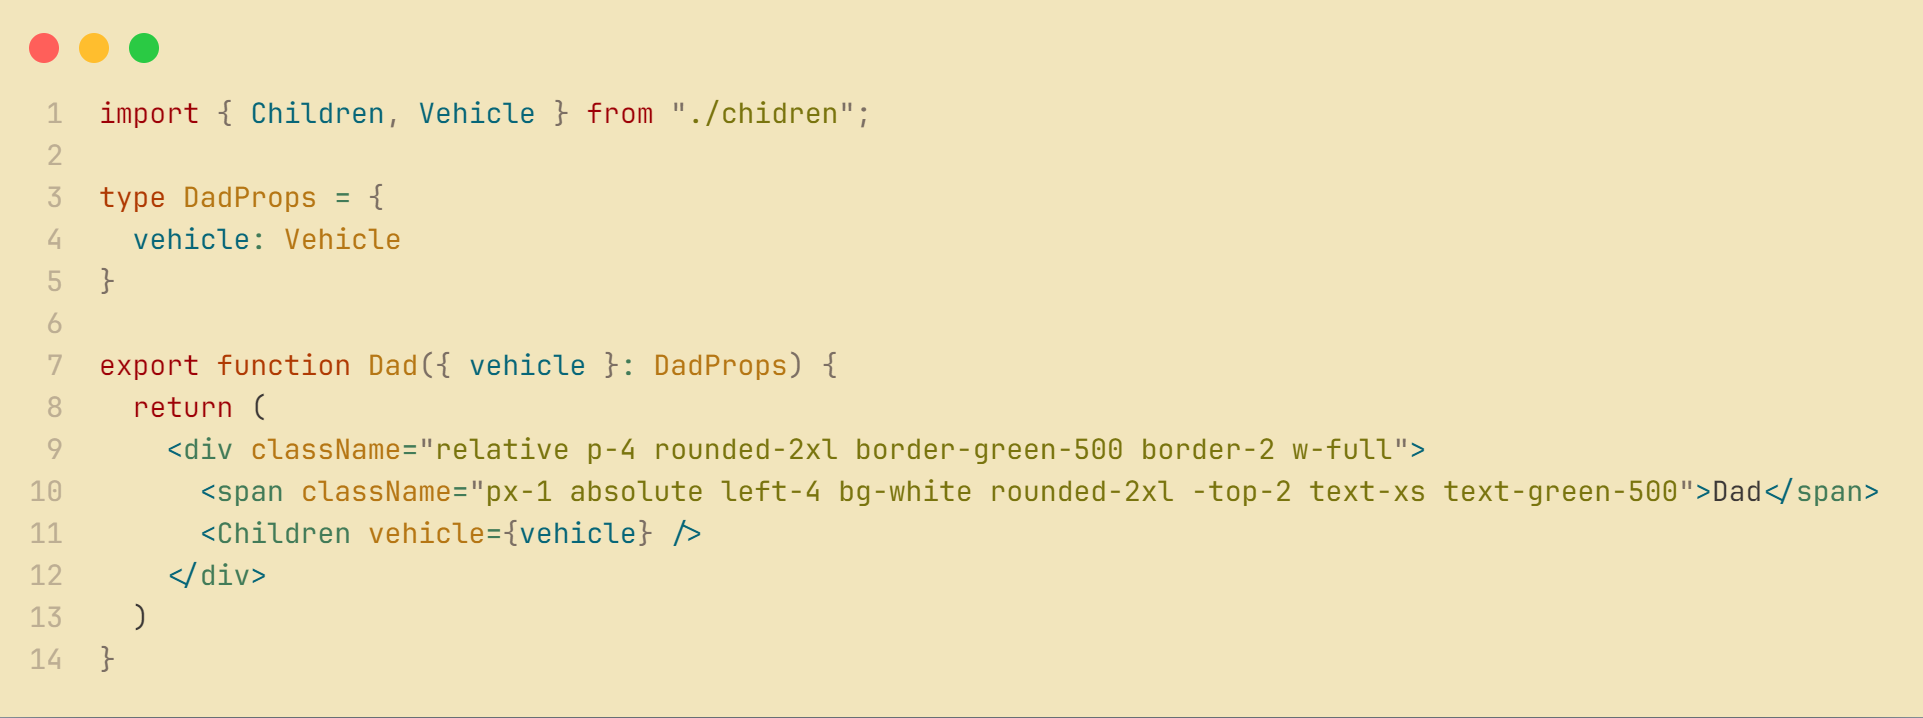 1 import { Children, Vehicle } from "./chidren";
2
3 type DadProps = {
4   vehicle: Vehicle
5 }
6
7 export function Dad({ vehicle }: DadProps) {
8   return (
9     <div className="relative p-4 rounded-2xl border-green-500 border-2 w-full">
10       <span className="px-1 absolute left-4 bg-white rounded-2xl -top-2 text-xs text-green-500">Dad</span>
11       <Children vehicle={vehicle} />
12     </div>
13   )
14 }